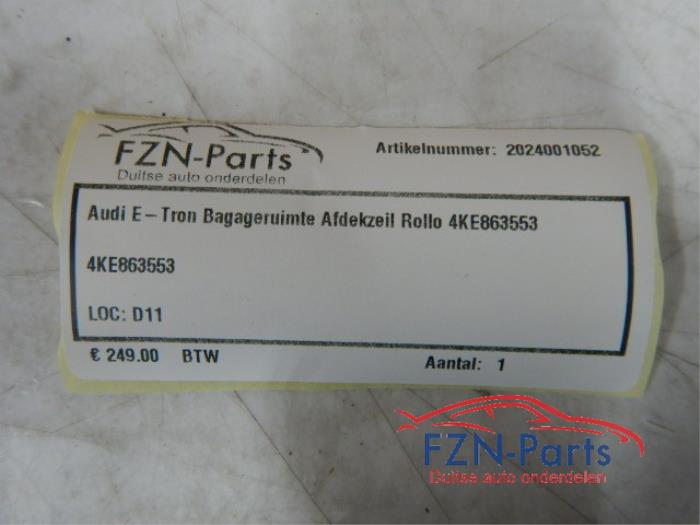 FZN-Parts
Duitse auto onderdelen
Artikelnummer: 2024001052
Audi E-Tron Bagageruimte Afdekzeil Rollo 4KE863553
4KE863553
LOC: D11
€ 249.00 BTW
Aantal: 1
FZN-Parts
Duitse auto onderdelen